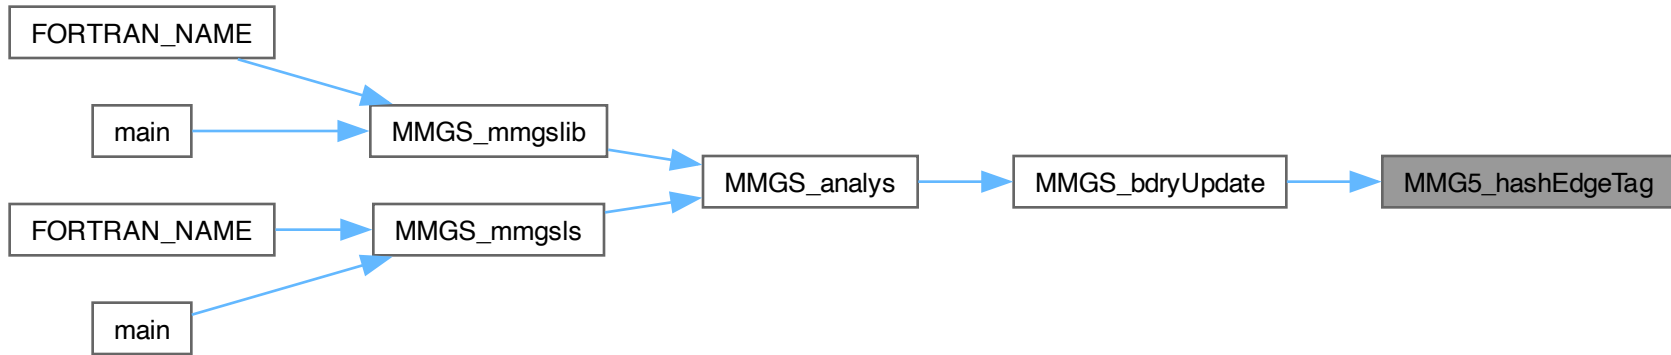 FORTRAN_NAME
main
MMGS_mmgslib
MMGS_analys
MMGS_bdryUpdate
MMG5_hashEdgeTag
FORTRAN_NAME
MMGS_mmgsls
main